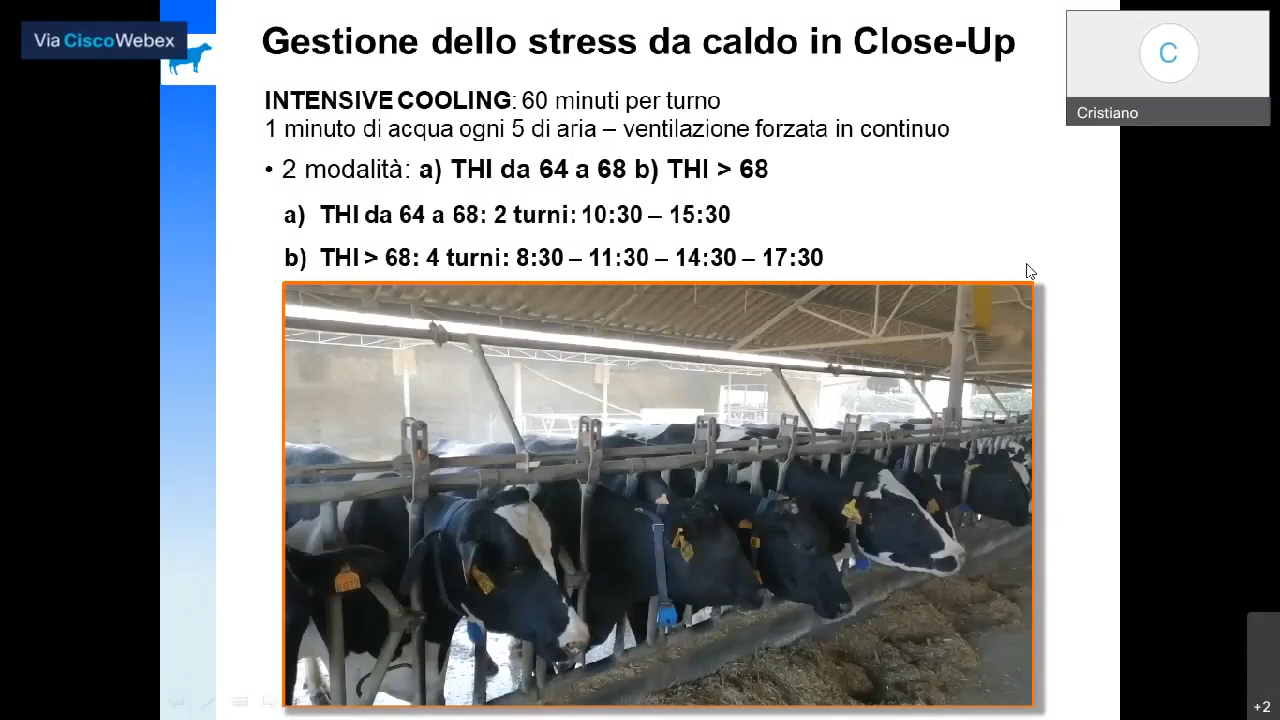 Via Cisco Webex
Gestione dello stress da caldo in Close-Up
C
Cristiano
INTENSIVE COOLING: 60 minuti per turno
1 minuto di acqua ogni 5 di aria – ventilazione forzata in continuo
• 2 modalità: a) THI da 64 a 68 b) THI > 68
a) THI da 64 a 68: 2 turni: 10:30 – 15:30
b) THI > 68: 4 turni: 8:30 – 11:30 – 14:30 – 17:30
+2